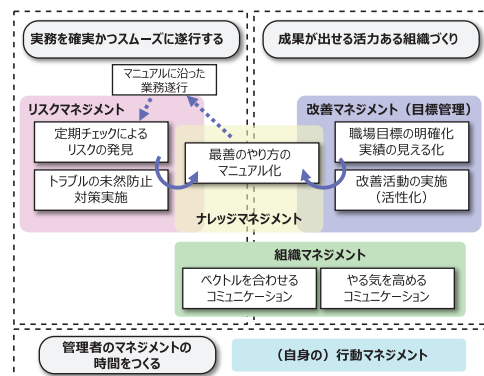 実務を確実かつスムーズに遂行する
成果が出せる活力ある組織づくり
マニュアルに沿った
業務遂行
リスクマネジメント
改善マネジメント（目標管理）
定期チェックによる
リスクの発見
職場目標の明確化
実績の見える化
最善のやり方の
マニュアル化
トラブルの未然防止
対策実施
改善活動の実施
（活性化）
ナレッジマネジメント
組織マネジメント
ベクトルを合わせる
コミュニケーション
やる気を高める
コミュニケーション
管理者のマネジメントの
時間をつくる
（自身の）行動マネジメント